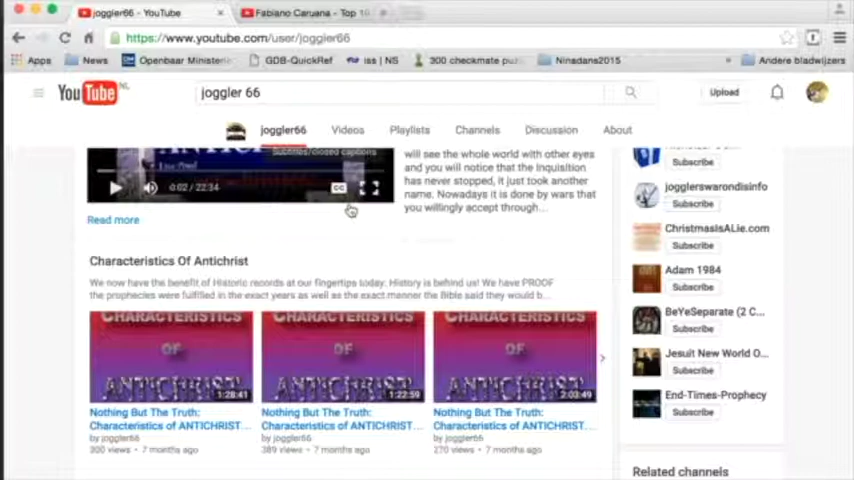 joggler66 - YouTube
Fabiano Caruana - Top 10
https://www.youtube.com/user/joggler66
Apps
News
Openbaar Ministeri
GDB-QuickRef
iss | NS
300 checkmate puz
Ninsdans2015
»
Andere bladwijzers
YouTube NL
joggler 66
Upload
joggler66
Videos
Playlists
Channels
Discussion
About
subtitles/closed captions
0:02 / 22:34
CC
Read more
will see the whole world with other eyes
and you will notice that the Inquisition
has never stopped, it just took another
name. Nowadays it is done by wars that
you willingly accept through...
Characteristics Of Antichrist
We now have the benefit of Historic records at our fingertips today: History is behind us! We have PROOF
the prophecies were fulfilled in the exact years as well as the exact manner the Bible said they would b...
CHARACTERISTICS
OF
ANTICHRIST
1:28:41
CHARACTERISTICS
OF
ANTICHRIST
1:22:59
CHARACTERISTICS
OF
ANTICHRIST
2:03:49
Nothing But The Truth:
Characteristics of ANTICHRIST...
by joggler66
300 views • 7 months ago
Nothing But The Truth:
Characteristics of ANTICHRIST...
by joggler66
389 views • 7 months ago
Nothing But The Truth:
Characteristics of ANTICHRIST...
by joggler66
270 views • 7 months ago
Subscribe
jogglerswarondisinfo
Subscribe
ChristmasIsALie.com
Subscribe
Adam 1984
Subscribe
BeYeSeparate (2 C...
Subscribe
Jesuit New World O...
Subscribe
End-Times-Prophecy
Subscribe
Related channels